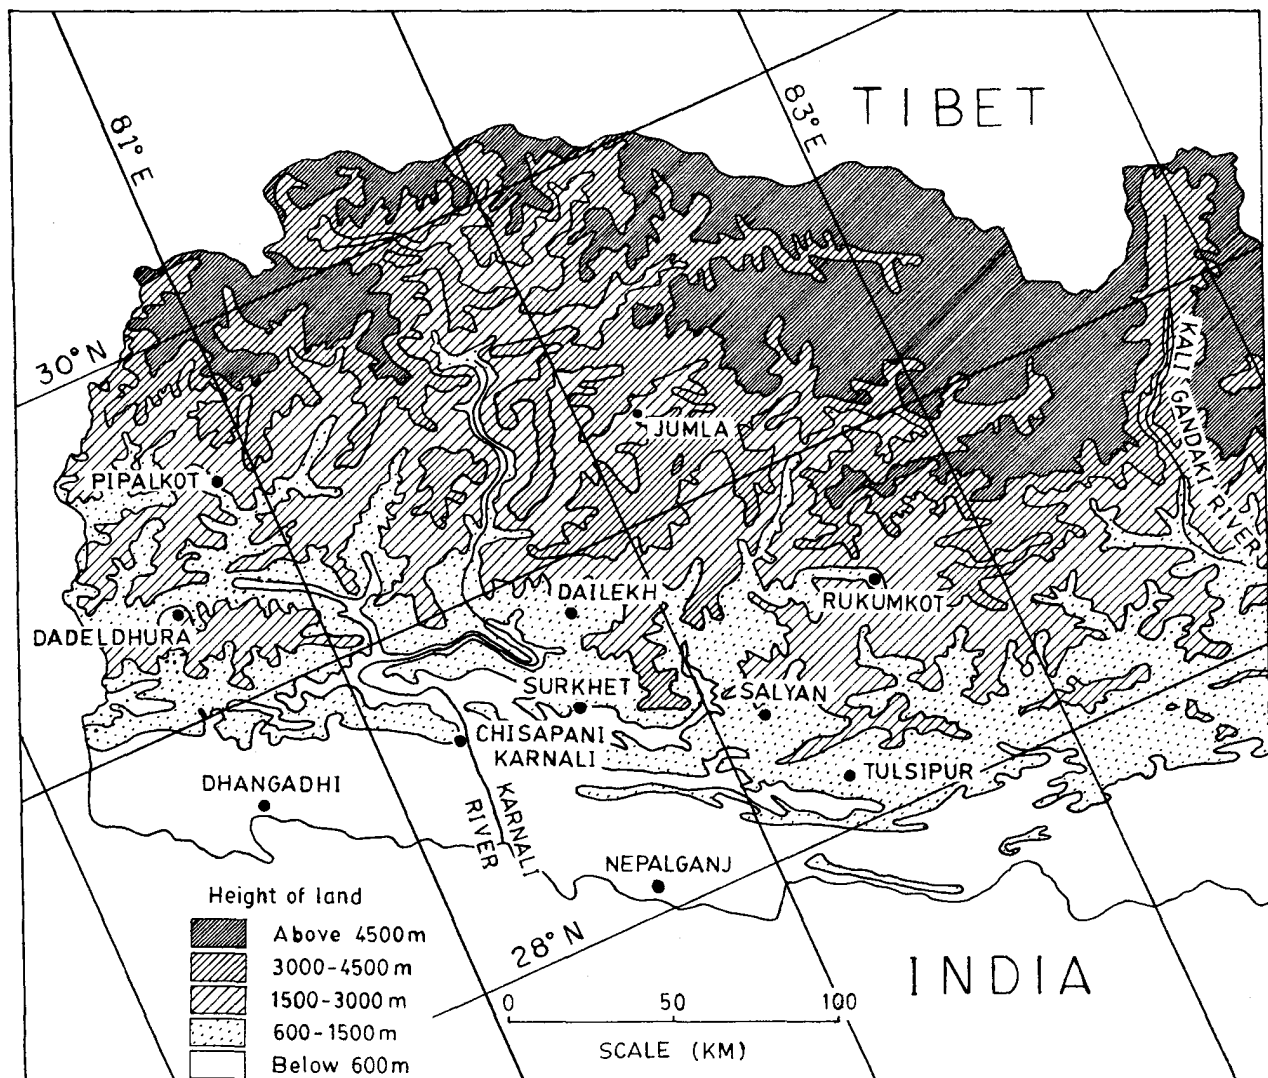 TIBET
81° E
83° E
30° N
KALI GANDAKI RIVER
JUMLA
PIPALKOT
DAILEKH
RUKUMKOT
DADELDHURA
SURKHET
SALYAN
CHISAPANI
KARNALI
TULSIPUR
DHANGADHI
KARNALI
RIVER
NEPALGANJ
28° N
INDIA
Height of land
Above 4500m
3000-4500m
1500-3000m
600-1500m
Below 600m
0 50 100
SCALE (KM)